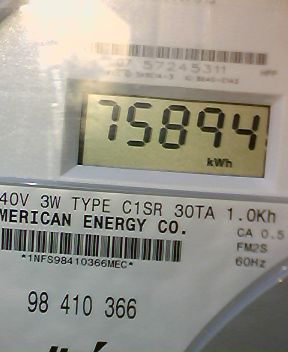 07 57245311
75894
kWh
40V 3W TYPE C1SR 30TA 1.0Kh
MERICAN ENERGY CO.
CA 0.5
FM2S
60Hz
*1NFS98410366MEC*
98 410 366